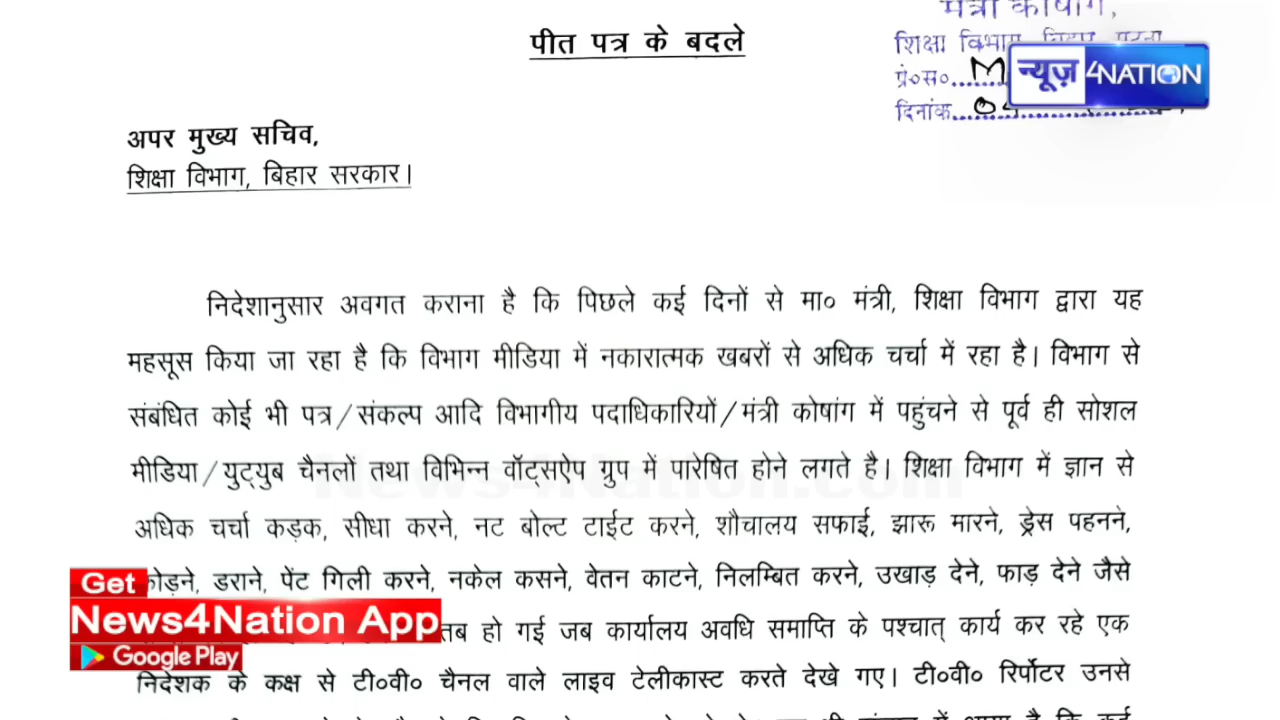 मंत्री कोषांग,
पीत पत्र के बदले
शिक्षा विभाग, बिहार, पटना
प्रे०स०
न्यूज़ 4NATION
दिनांक
अपर मुख्य सचिव,
शिक्षा विभाग, बिहार सरकार।
निदेशानुसार अवगत कराना है कि पिछले कई दिनों से मा० मंत्री, शिक्षा विभाग द्वारा यह
महसूस किया जा रहा है कि विभाग मीडिया में नकारात्मक खबरों से अधिक चर्चा में रहा है। विभाग से
संबंधित कोई भी पत्र/संकल्प आदि विभागीय पदाधिकारियों/मंत्री कोषांग में पहुंचने से पूर्व ही सोशल
मीडिया/युट्युब चैनलों तथा विभिन्न वॉट्सऐप ग्रुप में पारेषित होने लगते है। शिक्षा विभाग में ज्ञान से
News4Nation.com
अधिक चर्चा कड़क, सीधा करने, नट बोल्ट टाईट करने, शौचालय सफाई, झारू मारने, ड्रेस पहनने,
डराने, पेंट गिली करने, नकेल कसने, वेतन काटने, निलम्बित करने, उखाड़ देने, फाड़ देने जैसे
Get
News4Nation App
Google Play
तब हो गई जब कार्यालय अवधि समाप्ति के पश्चात् कार्य कर रहे एक
निदेशक के कक्ष से टी०वी० चैनल वाले लाइव टेलीकास्ट करते देखे गए। टी०वी० रिर्पोटर उनसे